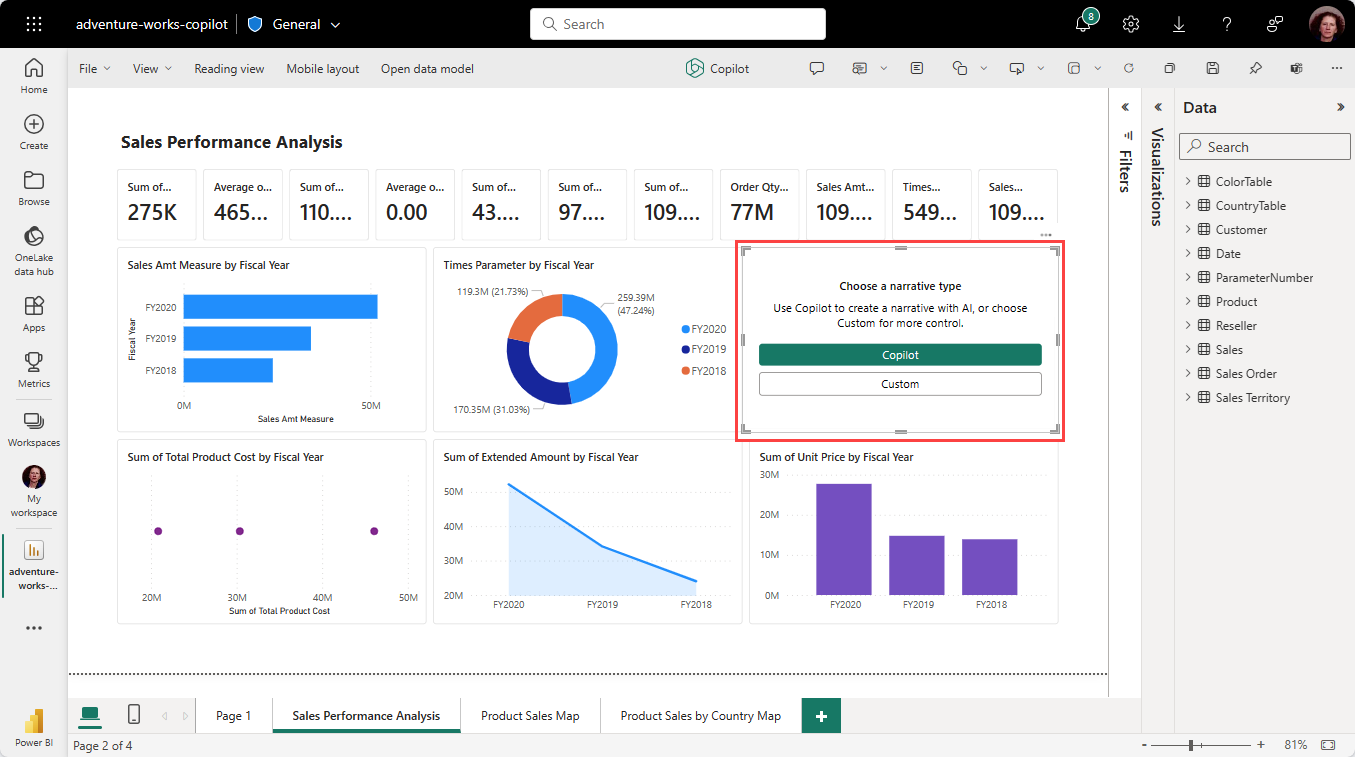 adventure-works-copilot
General
Search
8
File
View
Reading view
Mobile layout
Open data model
Copilot
Home
Create
Browse
OneLake
data hub
Apps
Metrics
Workspaces
My
workspace
adventure-
works-...
Power BI
Sales Performance Analysis
Sum of...
275K
Average o...
465...
Sum of...
110....
Average o...
0.00
Sum of...
43....
Sum of...
97....
Sum of...
109....
Order Qty...
77M
Sales Amt...
109....
Times...
549...
Sales...
109....
Sales Amt Measure by Fiscal Year
Fiscal Year
FY2020
FY2019
FY2018
0M
50M
Sales Amt Measure
Times Parameter by Fiscal Year
119.3M (21.73%)
259.39M
(47.24%)
170.35M (31.03%)
FY2020
FY2019
FY2018
Choose a narrative type
Use Copilot to create a narrative with AI, or choose
Custom for more control.
Copilot
Custom
Sum of Total Product Cost by Fiscal Year
20M
30M
40M
50M
Sum of Total Product Cost
Sum of Extended Amount by Fiscal Year
50M
40M
30M
20M
FY2020
FY2019
FY2018
Sum of Unit Price by Fiscal Year
30M
20M
10M
0M
FY2020
FY2019
FY2018
Filters
Visualizations
Data
Search
ColorTable
CountryTable
Customer
Date
ParameterNumber
Product
Reseller
Sales
Sales Order
Sales Territory
Page 1
Sales Performance Analysis
Product Sales Map
Product Sales by Country Map
Page 2 of 4
81%